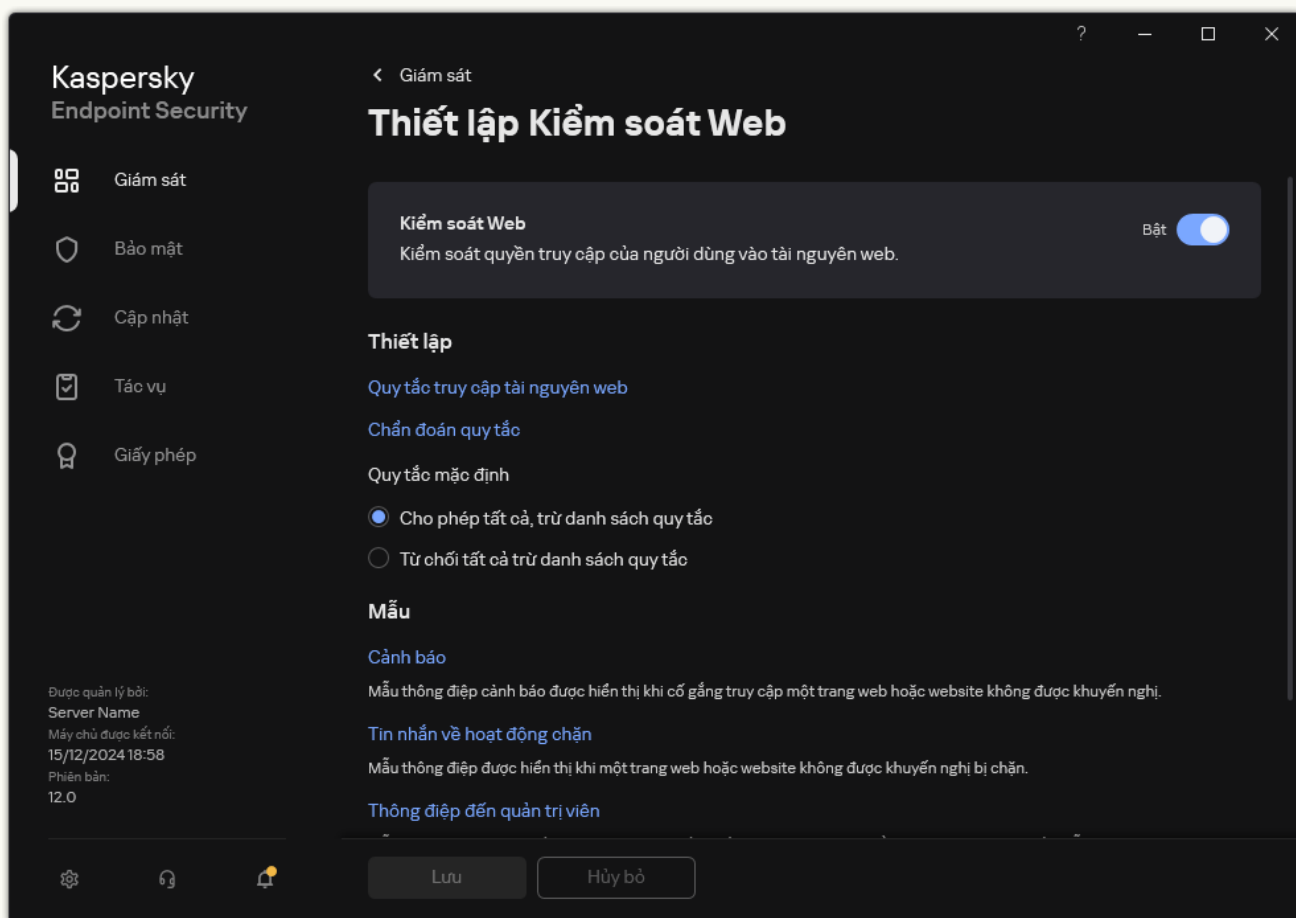 ?
Kaspersky
Endpoint Security
Giám sát
Bảo mật
Cập nhật
Tác vụ
Giấy phép
Được quản lý bởi:
Server Name
Máy chủ được kết nối:
15/12/2024 18:58
Phiên bản:
12.0
Giám sát
Thiết lập Kiểm soát Web
Kiểm soát Web
Kiểm soát quyền truy cập của người dùng vào tài nguyên web.
Bật
Thiết lập
Quy tắc truy cập tài nguyên web
Chẩn đoán quy tắc
Quy tắc mặc định
Cho phép tất cả, trừ danh sách quy tắc
Từ chối tất cả trừ danh sách quy tắc
Mẫu
Cảnh báo
Mẫu thông điệp cảnh báo được hiển thị khi cố gắng truy cập một trang web hoặc website không được khuyến nghị.
Tin nhắn về hoạt động chặn
Mẫu thông điệp được hiển thị khi một trang web hoặc website không được khuyến nghị bị chặn.
Thông điệp đến quản trị viên
Lưu
Hủy bỏ